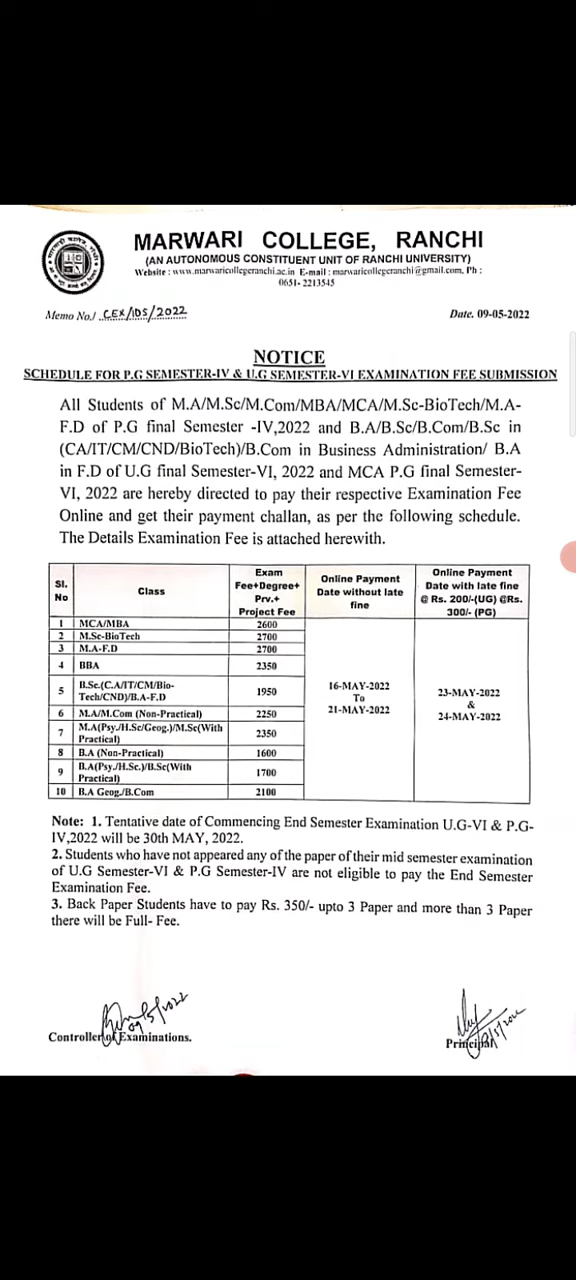 MARWARI COLLEGE, RANCHI
(AN AUTONOMOUS CONSTITUENT UNIT OF RANCHI UNIVERSITY)
Website : www.marwaricollegeranchi.ac.in E-mail : marwaricollegeranchi@gmail.com, Ph :
0651- 2213545
Memo No./ CEX/105/2022 Date. 09-05-2022
NOTICE
SCHEDULE FOR P.G SEMESTER-IV & U.G SEMESTER-VI EXAMINATION FEE SUBMISSION
All Students of M.A/M.Sc/M.Com/MBA/MCA/M.Sc-BioTech/M.A-
F.D of P.G final Semester -IV,2022 and B.A/B.Sc/B.Com/B.Sc in
(CA/IT/CM/CND/BioTech)/B.Com in Business Administration/ B.A
in F.D of U.G final Semester-VI, 2022 and MCA P.G final Semester-
VI, 2022 are hereby directed to pay their respective Examination Fee
Online and get their payment challan, as per the following schedule.
The Details Examination Fee is attached herewith.
Sl. No Class Exam Fee+Degree+ Prv.+ Project Fee Online Payment Date without late fine Online Payment Date with late fine @ Rs. 200/-(UG) @Rs. 300/- (PG)
1 MCA/MBA 2600
2 M.Sc-BioTech 2700
3 M.A-F.D 2700
4 BBA 2350
5 B.Sc.(C.A/IT/CM/Bio-Tech/CND)/B.A-F.D 1950 16-MAY-2022 To 21-MAY-2022 23-MAY-2022 & 24-MAY-2022
6 M.A/M.Com (Non-Practical) 2250
7 M.A(Psy./H.Sc/Geog.)/M.Sc(With Practical) 2350
8 B.A (Non-Practical) 1600
9 B.A(Psy./H.Sc.)/B.Sc(With Practical) 1700
10 B.A Geog./B.Com 2100
Note: 1. Tentative date of Commencing End Semester Examination U.G-VI & P.G-
IV,2022 will be 30th MAY, 2022.
2. Students who have not appeared any of the paper of their mid semester examination
of U.G Semester-VI & P.G Semester-IV are not eligible to pay the End Semester
Examination Fee.
3. Back Paper Students have to pay Rs. 350/- upto 3 Paper and more than 3 Paper
there will be Full- Fee.
09/5/2022
Controller of Examinations.
Principal